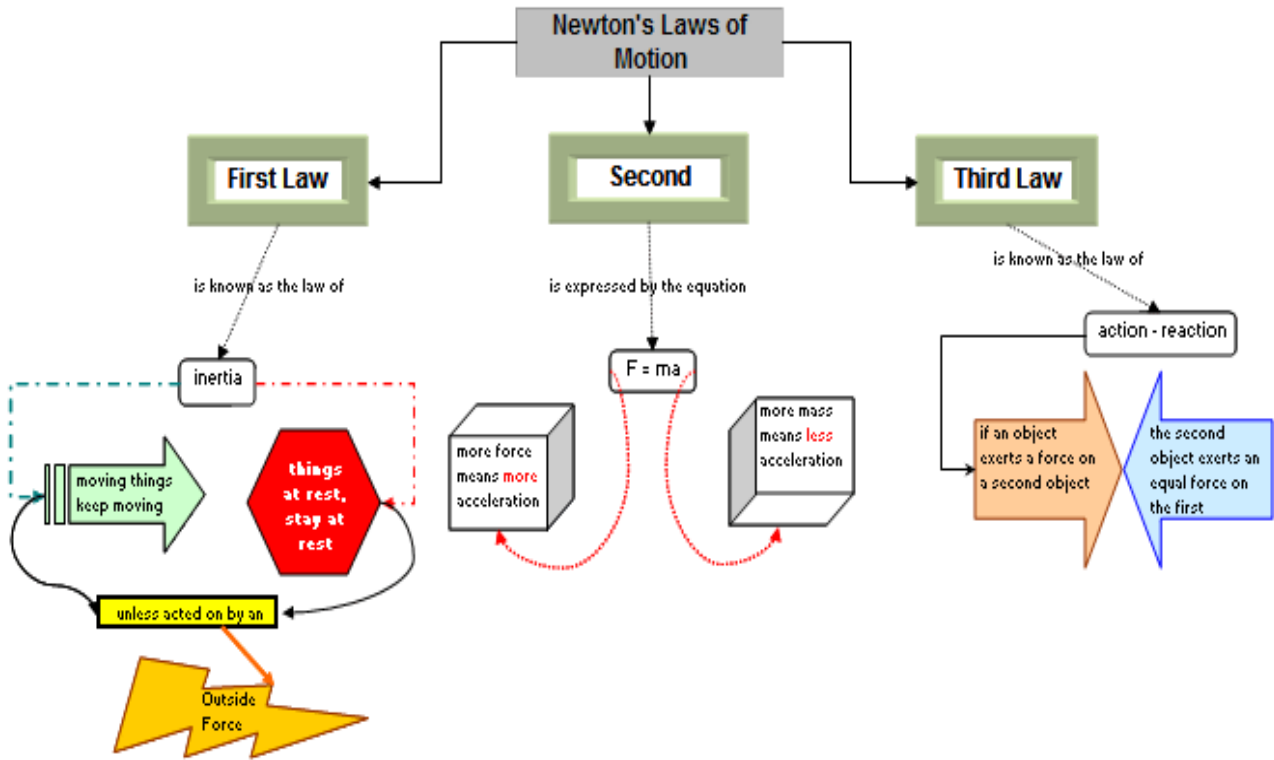 Newton's Laws of
Motion
First Law
Second
Third Law
is known as the law of
is expressed by the equation
is known as the law of
inertia
F = ma
action - reaction
moving things
keep moving
things
at rest,
stay at
rest
more force
means more
acceleration
more mass
means less
acceleration
if an object
exerts a force on
a second object
the second
object exerts an
equal force on
the first
unless acted on by an
Outside
Force